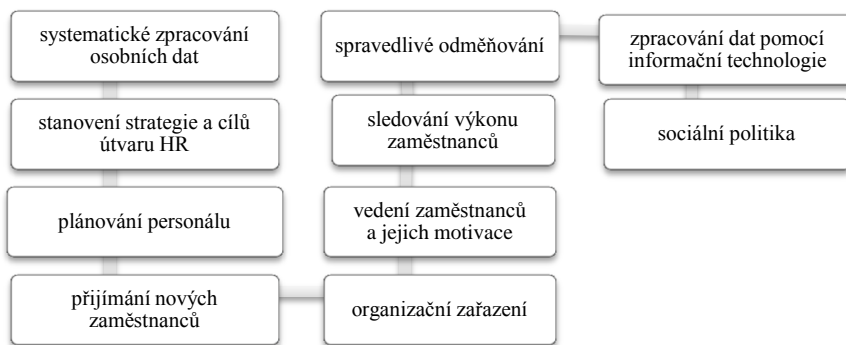 systematické zpracování
osobních dat
stanovení strategie a cílů
útvaru HR
plánování personálu
přijímání nových
zaměstnanců
organizační zařazení
vedení zaměstnanců
a jejich motivace
sledování výkonu
zaměstnanců
spravedlivé odměňování
zpracování dat pomocí
informační technologie
sociální politika